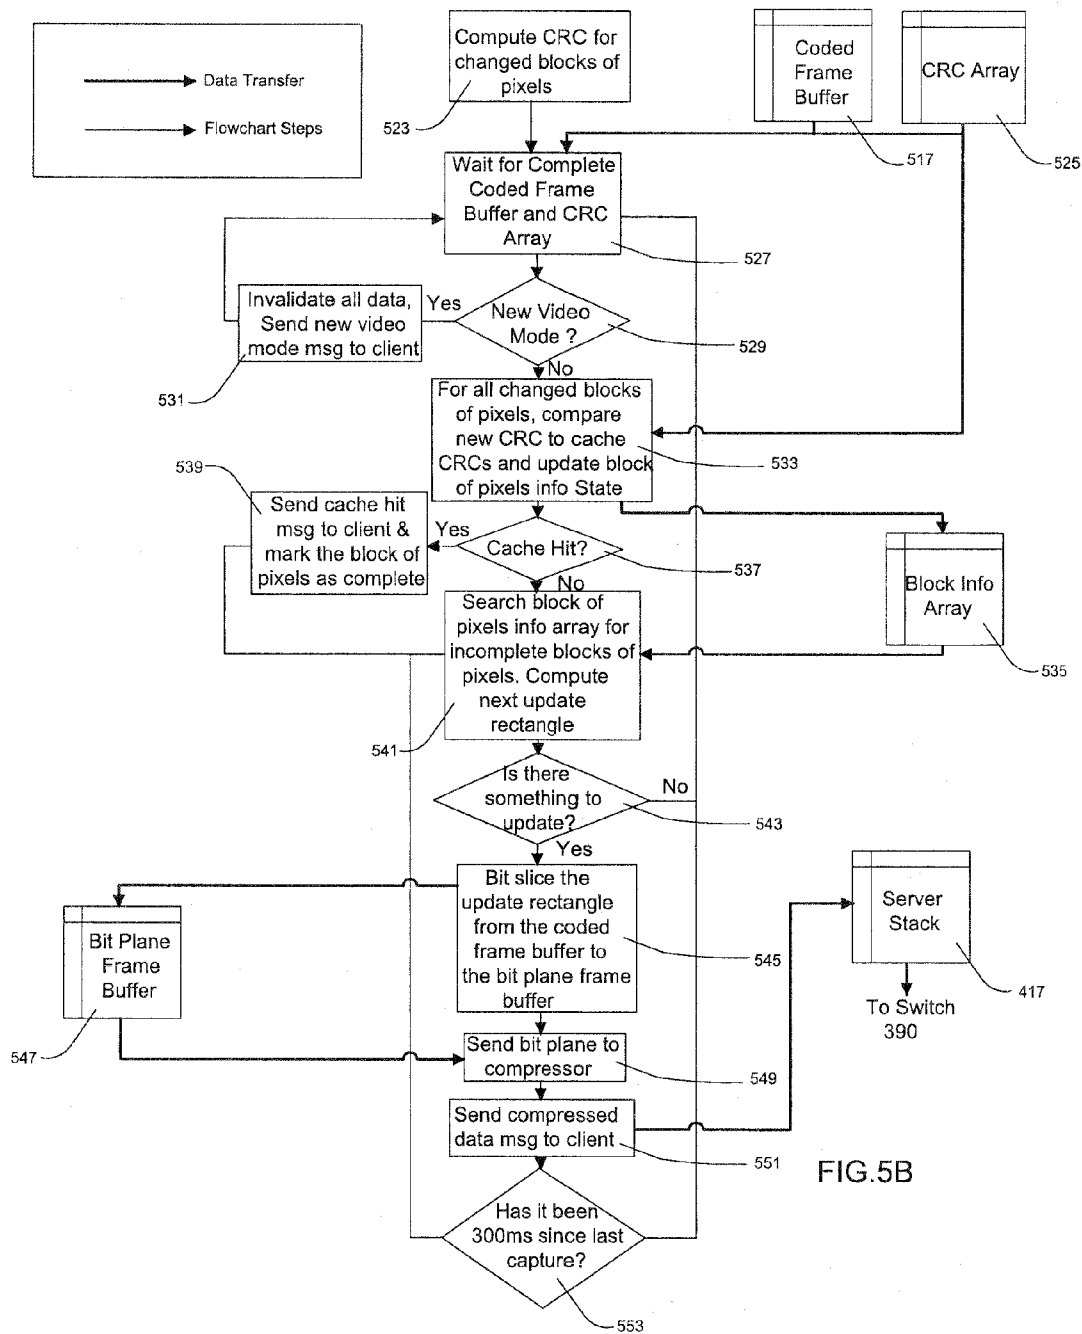 Data Transfer
Flowchart Steps
Compute CRC for
changed blocks of
pixels
523
Coded
Frame
Buffer
517
CRC Array
525
Wait for Complete
Coded Frame
Buffer and CRC
Array
527
New Video
Mode ?
529
Yes
No
Invalidate all data,
Send new video
mode msg to client
531
For all changed blocks
of pixels, compare
new CRC to cache
CRCs and update block
of pixels info State
533
539
Send cache hit
msg to client &
mark the block of
pixels as complete
Yes
Cache Hit?
537
No
Block Info
Array
535
Search block of
pixels info array for
incomplete blocks of
pixels. Compute
next update
rectangle
541
Is there
something to
update?
No
543
Yes
Bit slice the
update rectangle
from the coded
frame buffer to
the bit plane frame
buffer
545
Bit Plane
Frame
Buffer
547
Server
Stack
417
To Switch
390
Send bit plane to
compressor
549
Send compressed
data msg to client
551
Has it been
300ms since last
capture?
553
FIG.5B